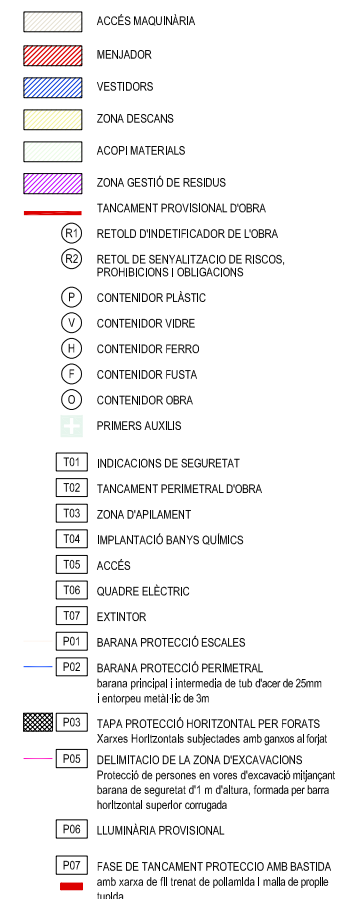 ACCÉS MAQUINÀRIA
MENJADOR
VESTIDORS
ZONA DESCANS
ACOPI MATERIALS
ZONA GESTIÓ DE RESIDUS
TANCAMENT PROVISIONAL D'OBRA
R1 RETOLD D'INDETIFICADOR DE L'OBRA
R2 RETOL DE SENYALITZACIO DE RISCOS,
PROHIBICIONS I OBLIGACIONS
P CONTENIDOR PLÀSTIC
V CONTENIDOR VIDRE
H CONTENIDOR FERRO
F CONTENIDOR FUSTA
O CONTENIDOR OBRA
PRIMERS AUXILIS
T01 INDICACIONS DE SEGURETAT
T02 TANCAMENT PERIMETRAL D'OBRA
T03 ZONA D'APILAMENT
T04 IMPLANTACIÓ BANYS QUÍMICS
T05 ACCÉS
T06 QUADRE ELÈCTRIC
T07 EXTINTOR
P01 BARANA PROTECCIÓ ESCALES
P02 BARANA PROTECCIÓ PERIMETRAL
barana principal i intermedia de tub d'acer de 25mm
i entorpeu metàl·lic de 3m
P03 TAPA PROTECCIÓ HORITZONTAL PER FORATS
Xarxes Horitzontals subjectades amb ganxos al forjat
P05 DELIMITACIO DE LA ZONA D'EXCAVACIONS
Protecció de persones en vores d'excavació mitjançant
barana de seguretat d'1 m d'altura, formada per barra
horitzontal superior corrugada
P06 LLUMINÀRIA PROVISIONAL
P07 FASE DE TANCAMENT PROTECCIO AMB BASTIDA
amb xarxa de fil trenat de poliamida i malla de proplie
tupida